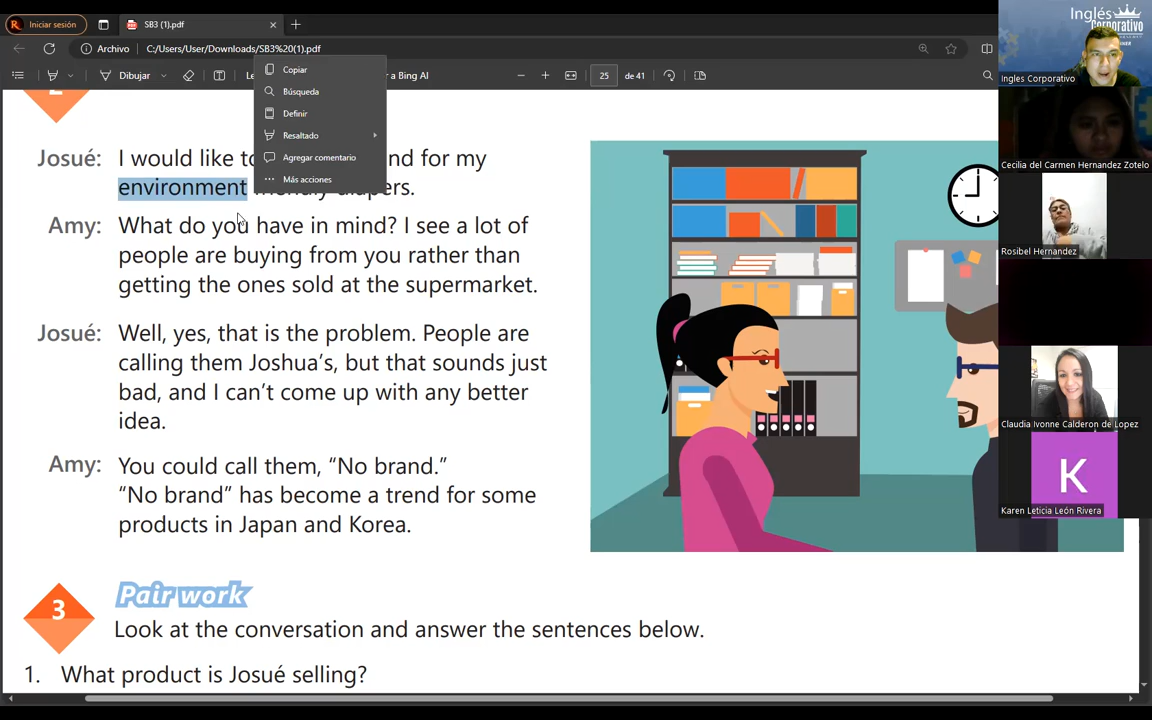 Iniciar sesión
SB3 (1).pdf
Archivo
C:/Users/User/Downloads/SB3%20(1).pdf
Dibujar
a Bing AI
25
de 41
Copiar
Búsqueda
Definir
Resaltado
Agregar comentario
Más acciones
2
Josué: I would like to nd for my
environment friendly diapers.
Amy: What do you have in mind? I see a lot of
people are buying from you rather than
getting the ones sold at the supermarket.
Josué: Well, yes, that is the problem. People are
calling them Joshua’s, but that sounds just
bad, and I can’t come up with any better
idea.
Amy: You could call them, “No brand.”
“No brand” has become a trend for some
products in Japan and Korea.
3
Pair work
Look at the conversation and answer the sentences below.
1. What product is Josué selling?
Inglés
Corporativo
Ingles Corporativo
Cecilia del Carmen Hernandez Zotelo
Rosibel Hernandez
Claudia Ivonne Calderon de Lopez
K
Karen Leticia León Rivera